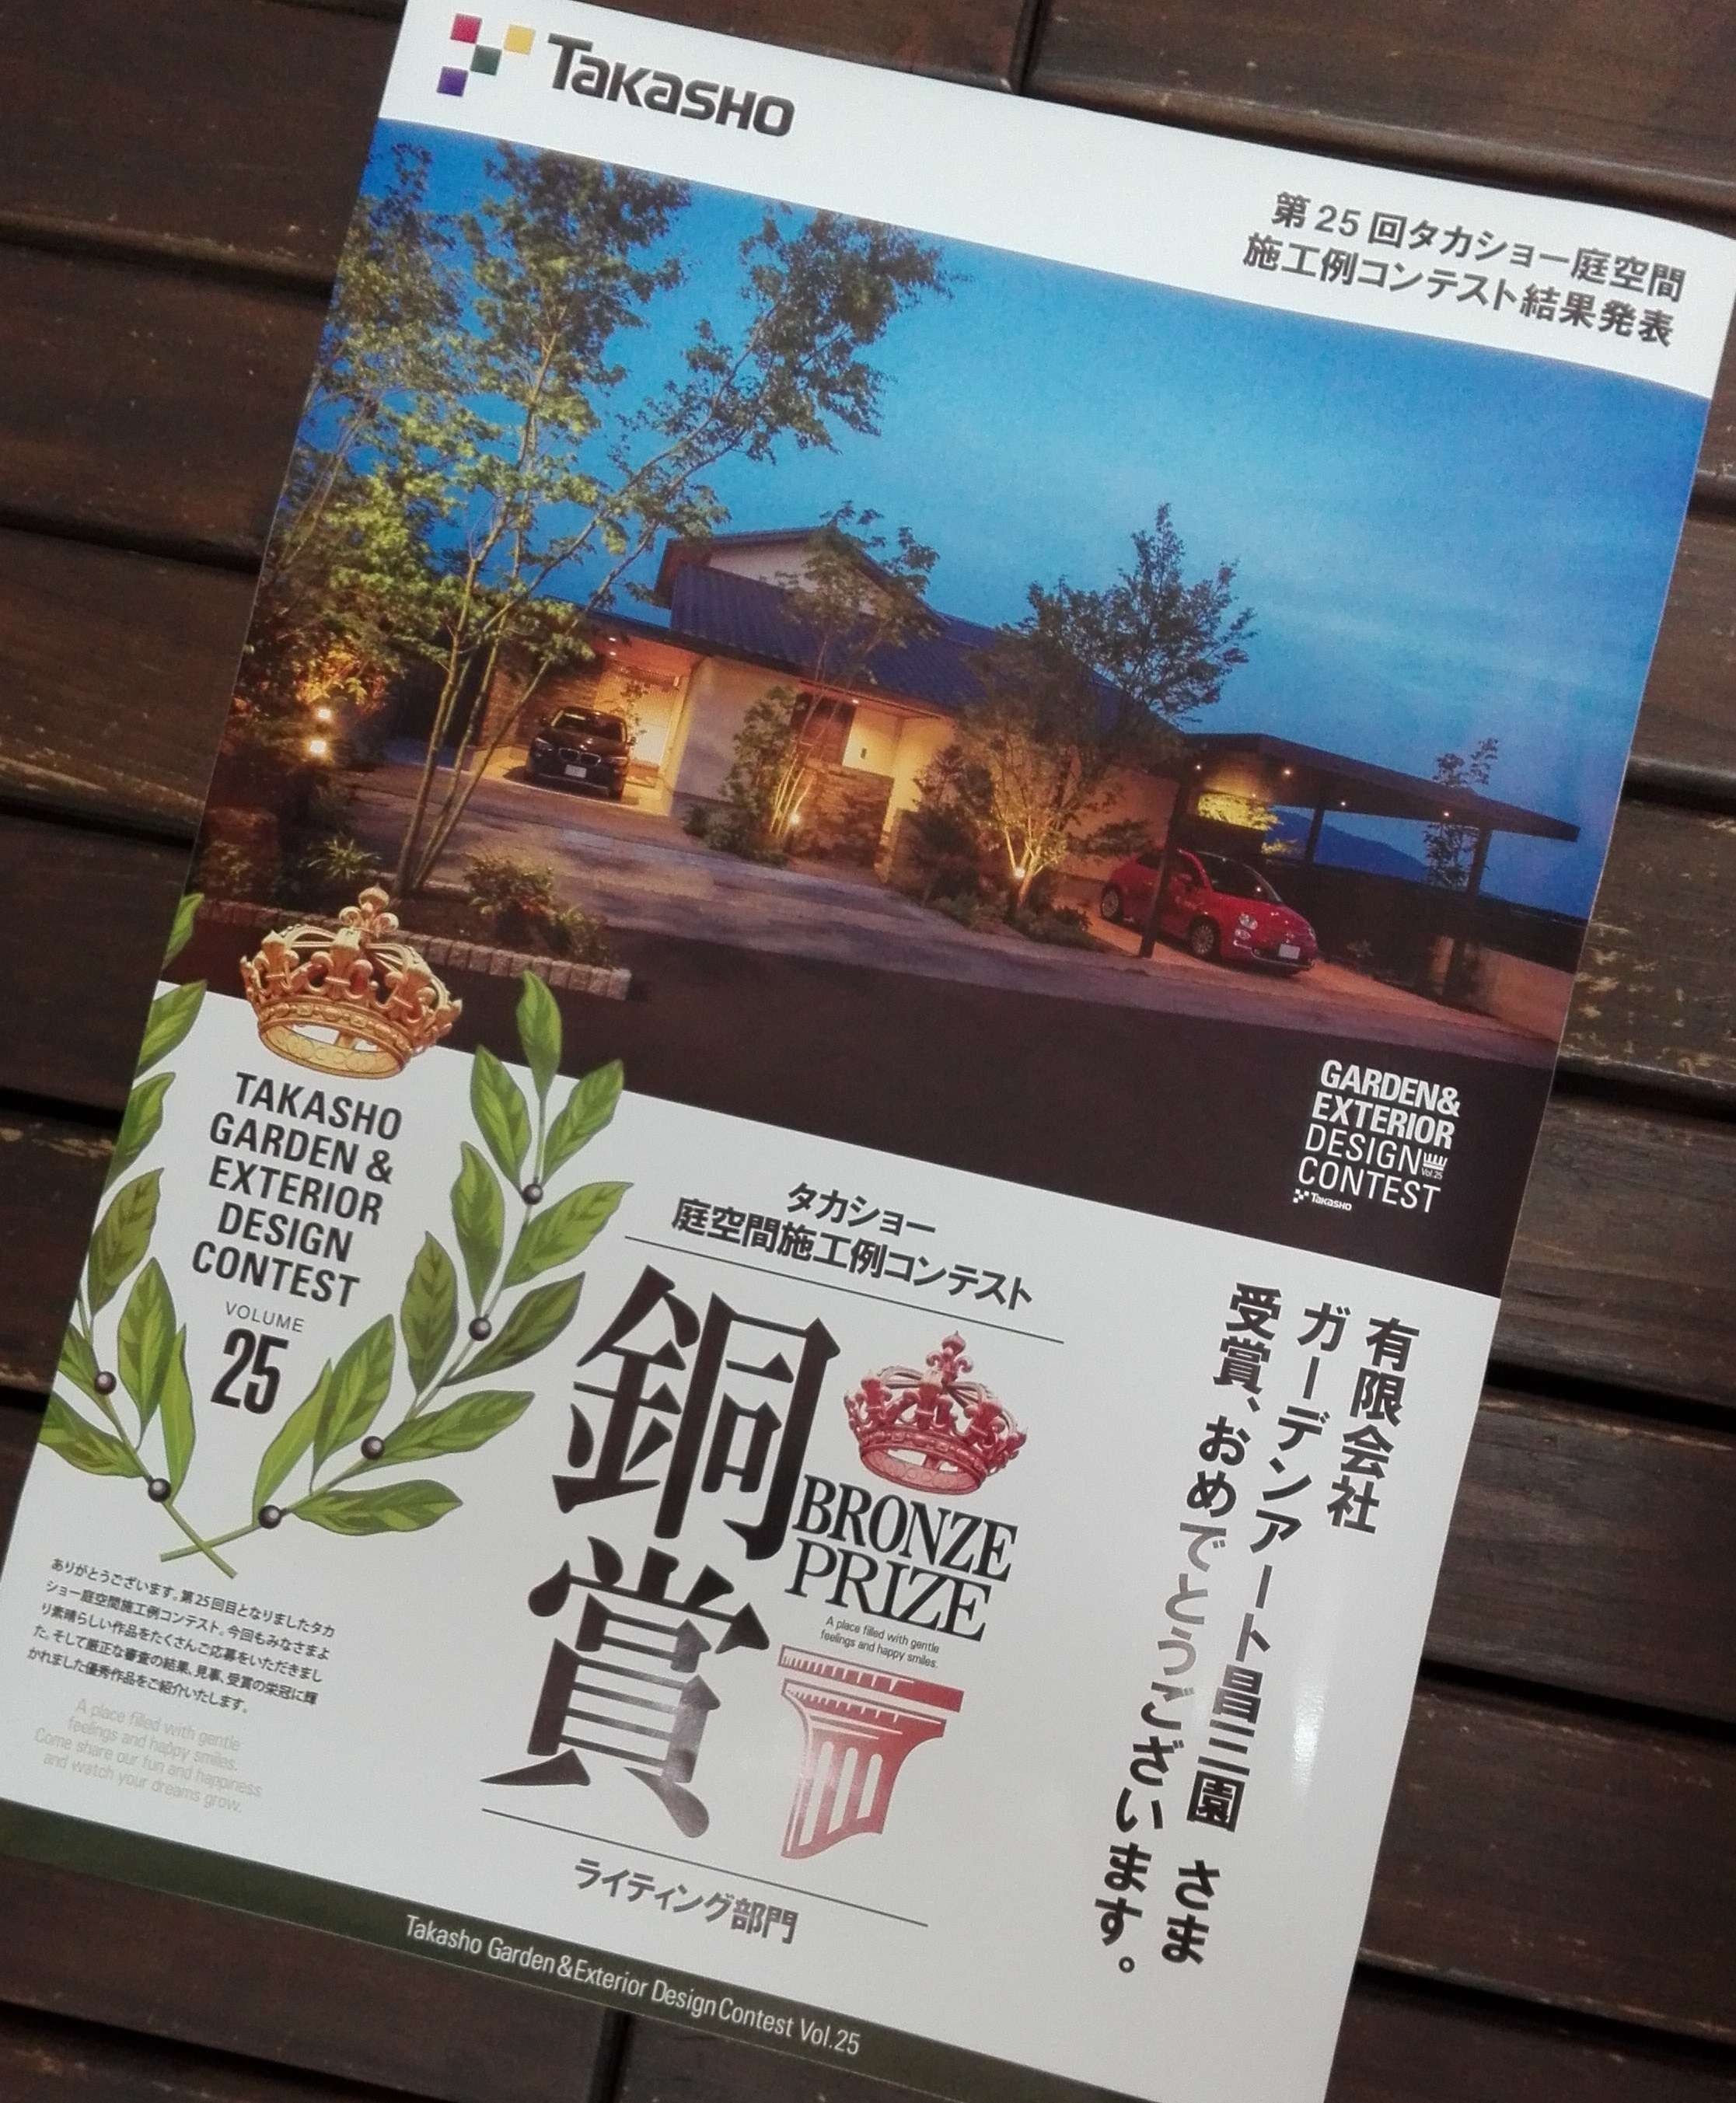 TAKASHO
第25回タカショー庭空間
施工例コンテスト結果発表
GARDEN&
EXTERIOR
DESIGN
Vol.25
CONTEST
TAKASHO
TAKASHO
GARDEN &
EXTERIOR
DESIGN
CONTEST
VOLUME
25
タカショー
庭空間施工例コンテスト
銅賞
BRONZE
PRIZE
A place filled with gentle
feelings and happy smiles.
ライティング部門
有限会社
ガーデンアート昌三園 さま
受賞、おめでとうございます。
ありがとうございます。第25回目となりましたタカ
ショー庭空間施工例コンテスト。今回もみなさまよ
り素晴らしい作品をたくさんご応募をいただきまし
た。そして厳正な審査の結果、見事、受賞の栄冠に輝
かれました優秀作品をご紹介いたします。
A place filled with gentle
feelings and happy smiles.
Come share our fun and happiness
and watch your dreams grow.
Takasho Garden&Exterior Design Contest Vol.25